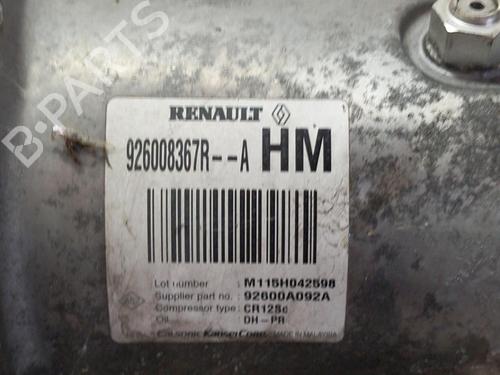 B-PARTS
RENAULT
926008367R--A HM
Lot number : M115H042598
Supplier part no. : 92600A092A
Compressor type : CR12Sc
Oil : DH-PR
Calsonic Kansei Corp. MADE IN MALAYSIA